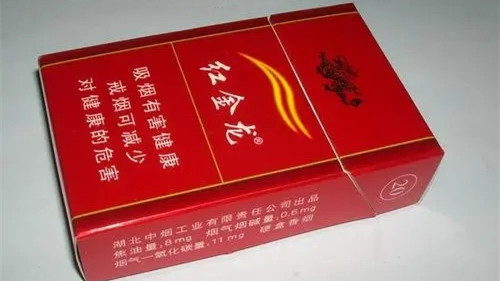 吸烟有害健康
戒烟可减少
对健康的危害
红金龙®
20
湖北中烟工业有限责任公司出品
焦油量:8mg 烟气烟碱量:0.6mg
烟气一氧化碳量:11mg 硬盒香烟